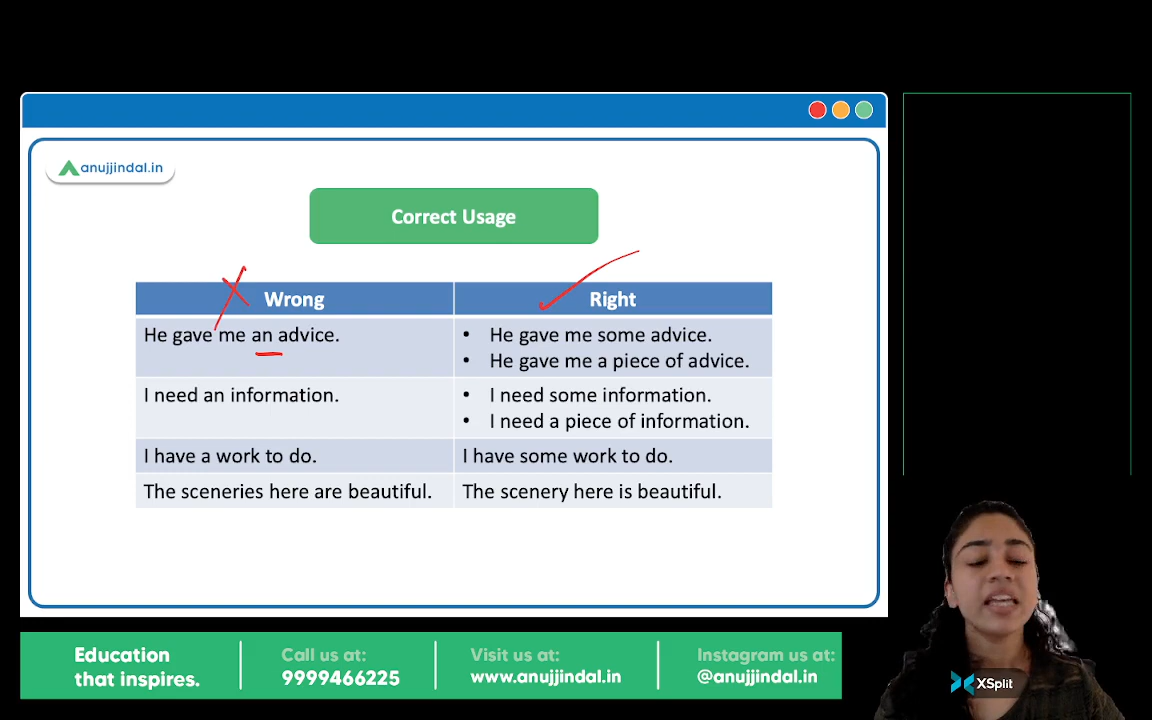 anujjindal.in
Correct Usage
Wrong
Right
He gave me an advice.
• He gave me some advice.
• He gave me a piece of advice.
I need an information.
• I need some information.
• I need a piece of information.
I have a work to do.
I have some work to do.
The sceneries here are beautiful.
The scenery here is beautiful.
Education
that inspires.
Call us at:
9999466225
Visit us at:
www.anujjindal.in
Instagram us at:
@anujjindal.in
XSplit